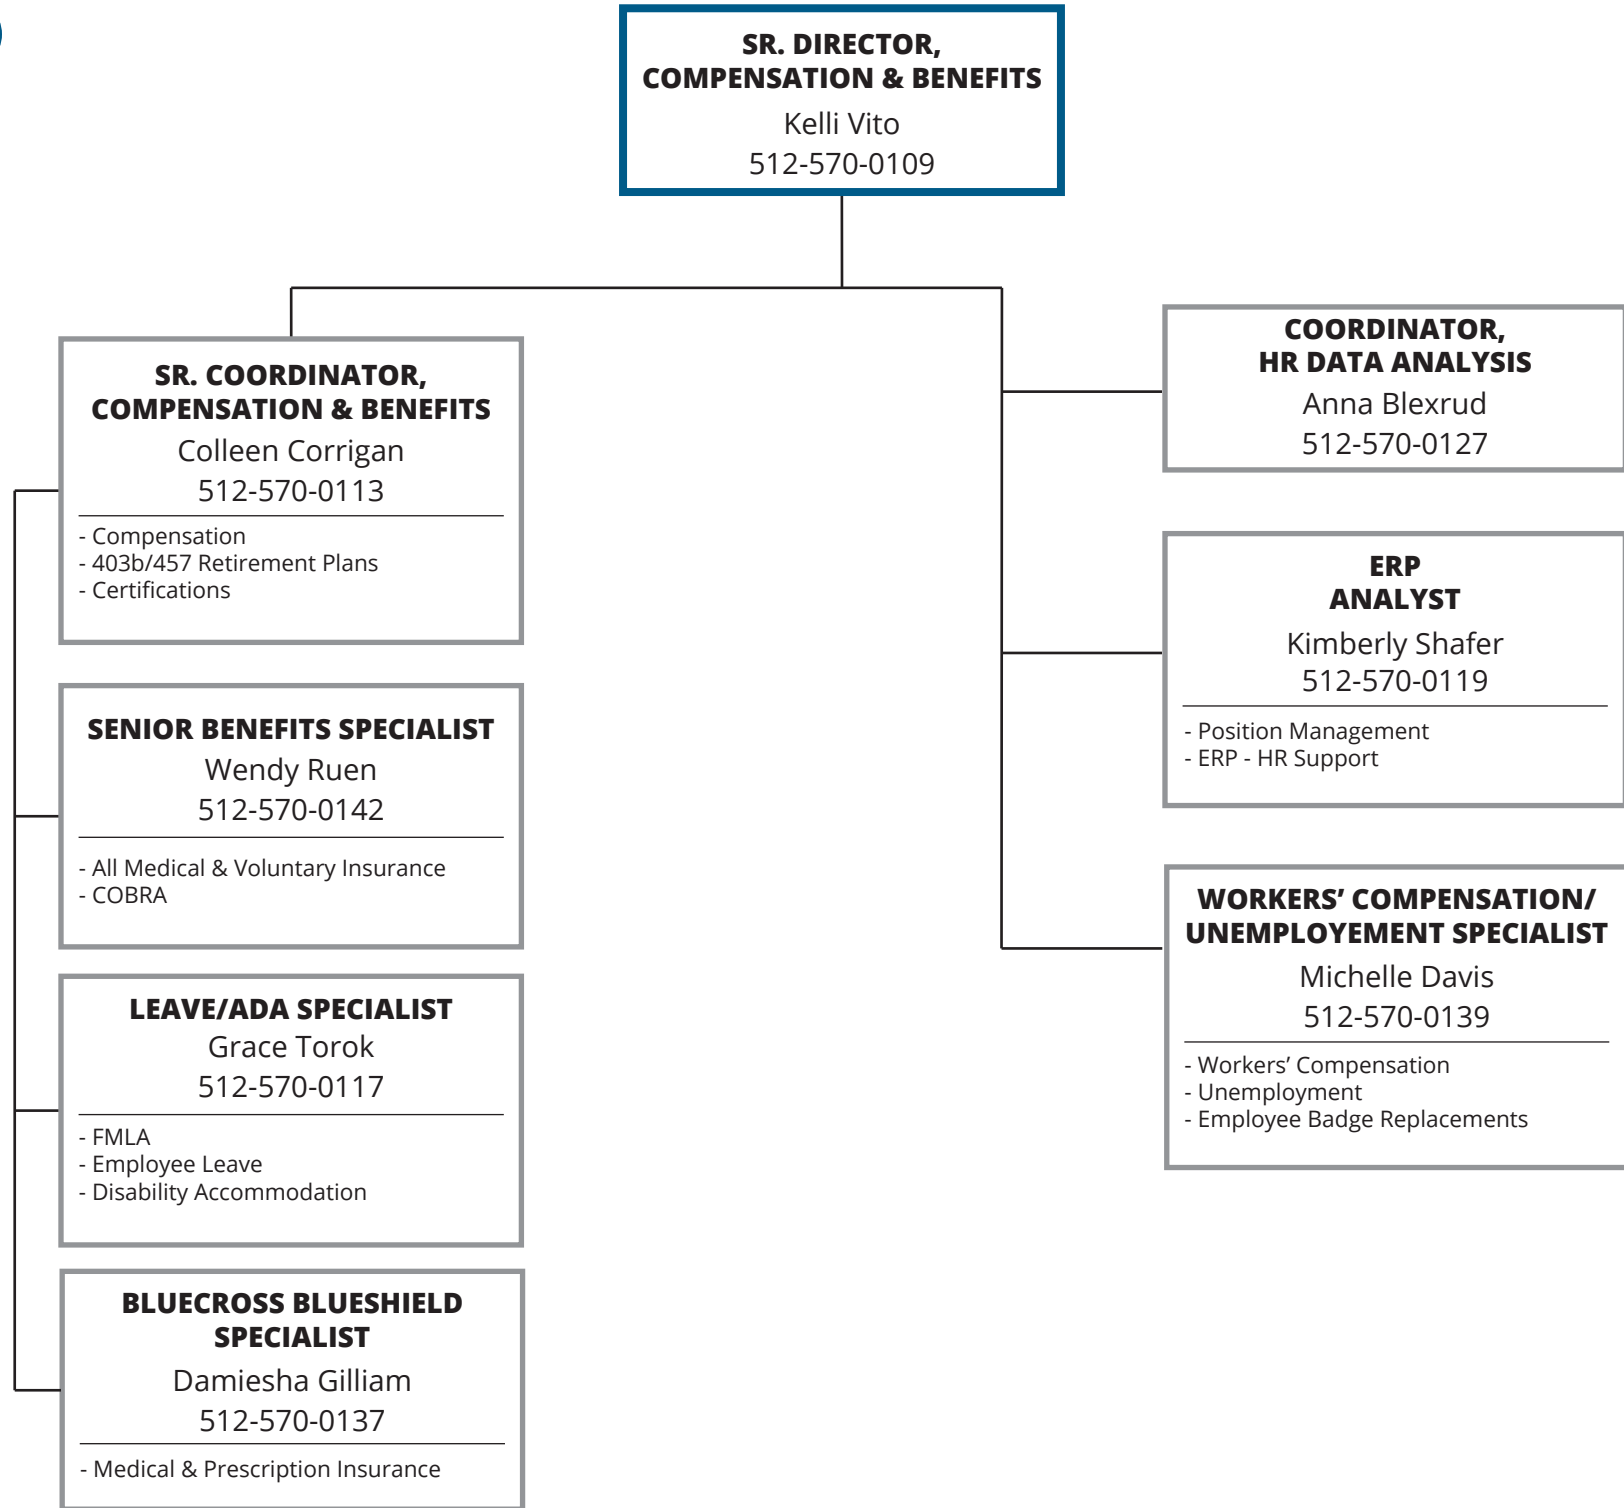 SR. DIRECTOR,
COMPENSATION & BENEFITS
Kelli Vito
512-570-0109
SR. COORDINATOR,
COMPENSATION & BENEFITS
Colleen Corrigan
512-570-0113
- Compensation
- 403b/457 Retirement Plans
- Certifications
SENIOR BENEFITS SPECIALIST
Wendy Ruen
512-570-0142
- All Medical & Voluntary Insurance
- COBRA
LEAVE/ADA SPECIALIST
Grace Torok
512-570-0117
- FMLA
- Employee Leave
- Disability Accommodation
BLUECROSS BLUESHIELD
SPECIALIST
Damiesha Gilliam
512-570-0137
- Medical & Prescription Insurance
COORDINATOR,
HR DATA ANALYSIS
Anna Blexrud
512-570-0127
ERP
ANALYST
Kimberly Shafer
512-570-0119
- Position Management
- ERP - HR Support
WORKERS’ COMPENSATION/
UNEMPLOYEMENT SPECIALIST
Michelle Davis
512-570-0139
- Workers’ Compensation
- Unemployment
- Employee Badge Replacements